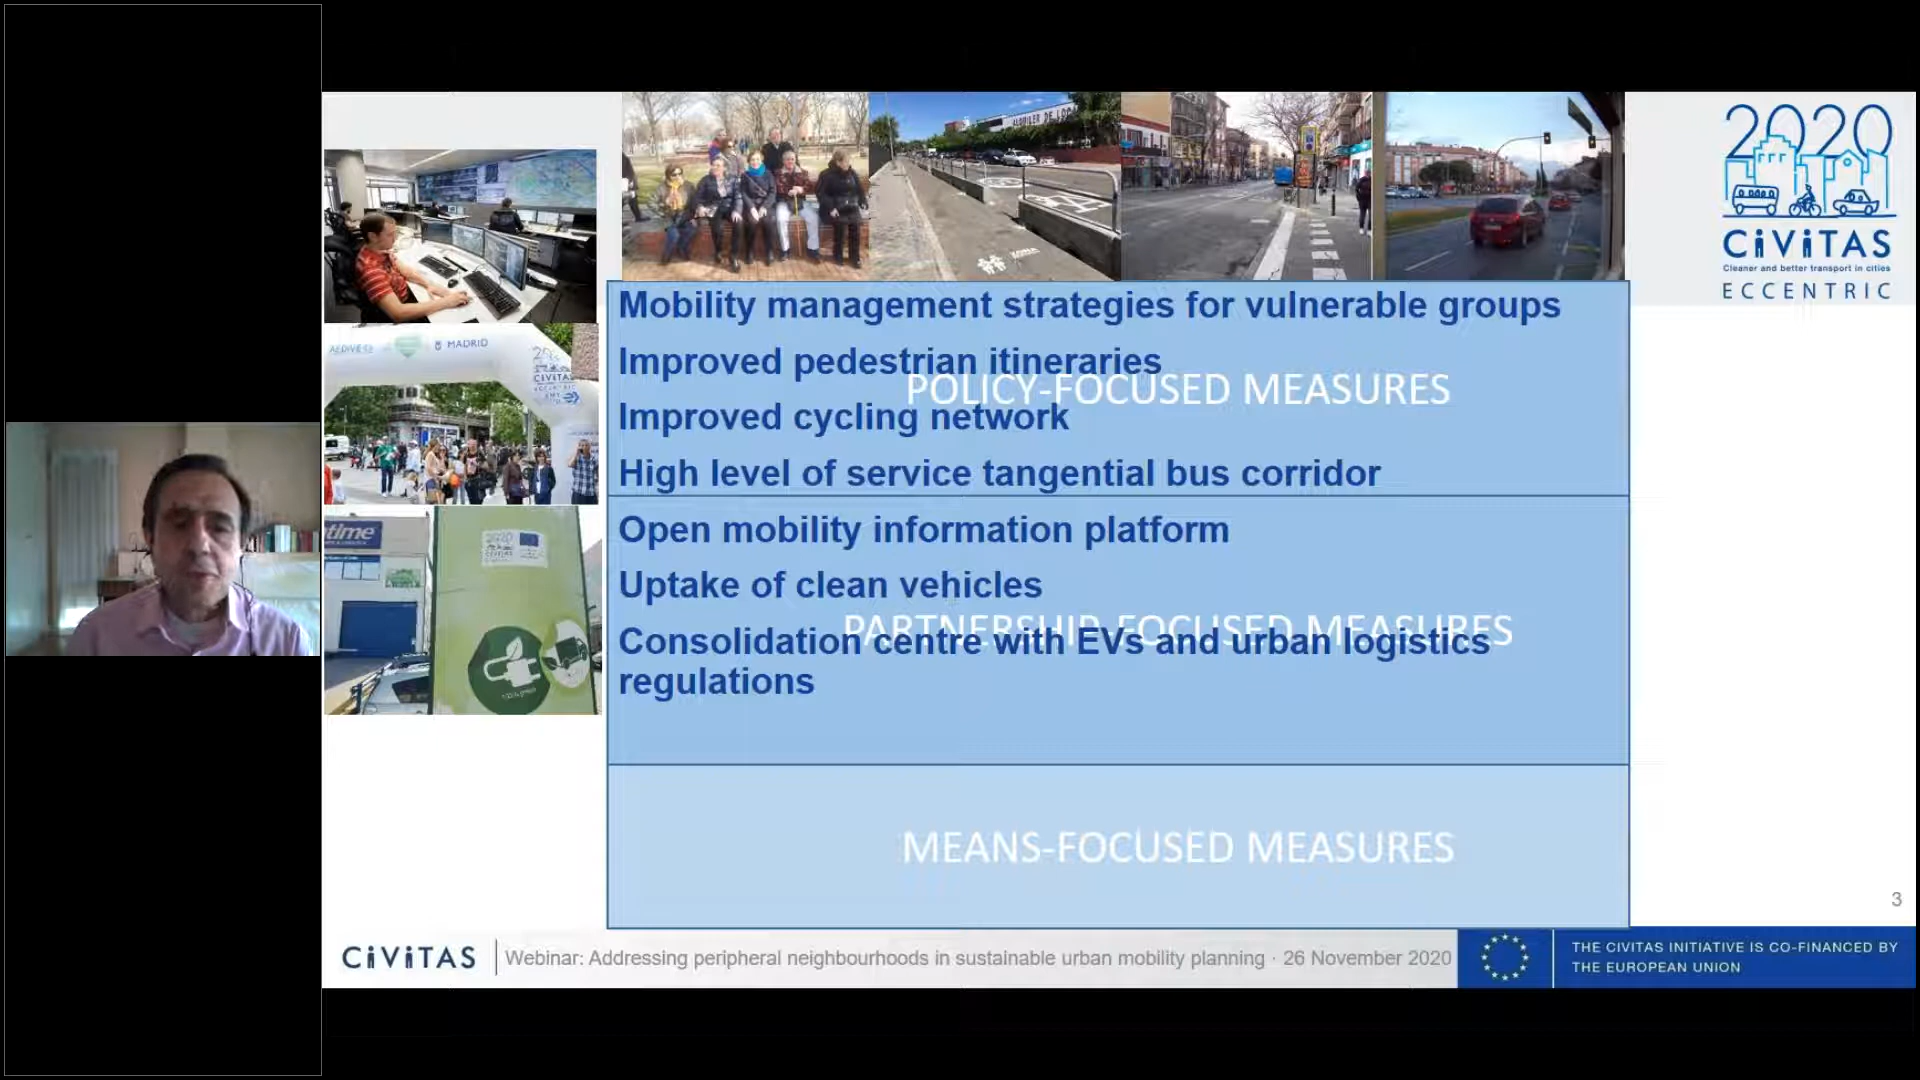 ALQUILER DE LOC
2020
CIVITAS
Cleaner and better transport in cities
ECCENTRIC
MADRID
CIVITAS
time
Mobility management strategies for vulnerable groups
Improved pedestrian itineraries
POLICY-FOCUSED MEASURES
Improved cycling network
High level of service tangential bus corridor
Open mobility information platform
Uptake of clean vehicles
PARTNERSHIP-FOCUSED MEASURES
Consolidation centre with EVs and urban logistics
regulations
MEANS-FOCUSED MEASURES
3
CIVITAS
Webinar: Addressing peripheral neighbourhoods in sustainable urban mobility planning · 26 November 2020
THE CIVITAS INITIATIVE IS CO-FINANCED BY
THE EUROPEAN UNION